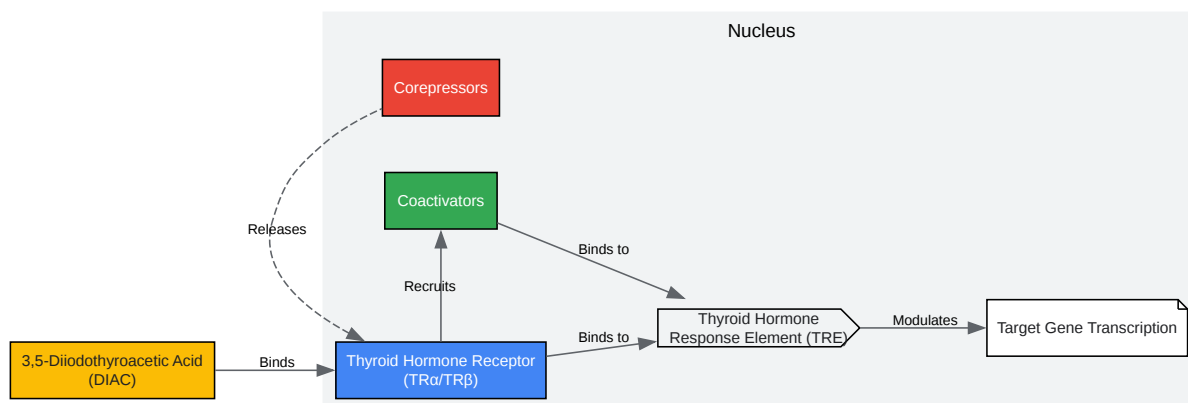 Nucleus
Corepressors
Coactivators
Releases
Binds to
Recruits
Thyroid Hormone
Response Element (TRE)
Modulates
Target Gene Transcription
Binds to
3,5-Diiodothyroacetic Acid
(DIAC)
Binds
Thyroid Hormone Receptor
(TRα/TRβ)